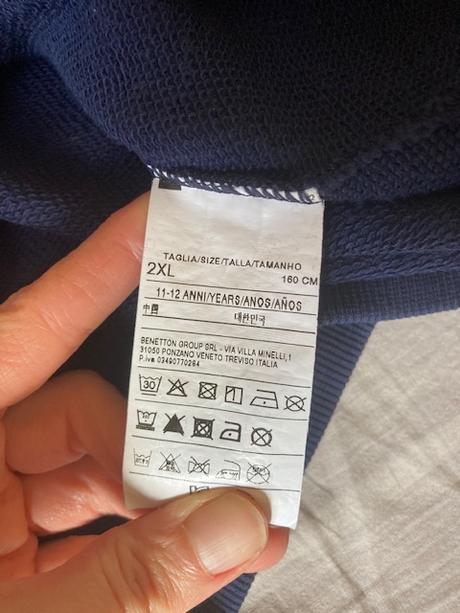 TAGLIA/SIZE/TALLA/TAMANHO
2XL 160 CM
11-12 ANNI/YEARS/ANOS/AÑOS
中国 대한민국
BENETTON GROUP SRL - VIA VILLA MINELLI,1
31050 PONZANO VENETO TREVISO ITALIA
P.iva 03490770264
30